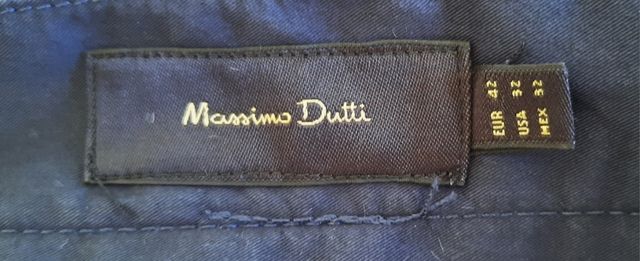 Massimo Dutti
EUR 42
USA 32
MEX 32